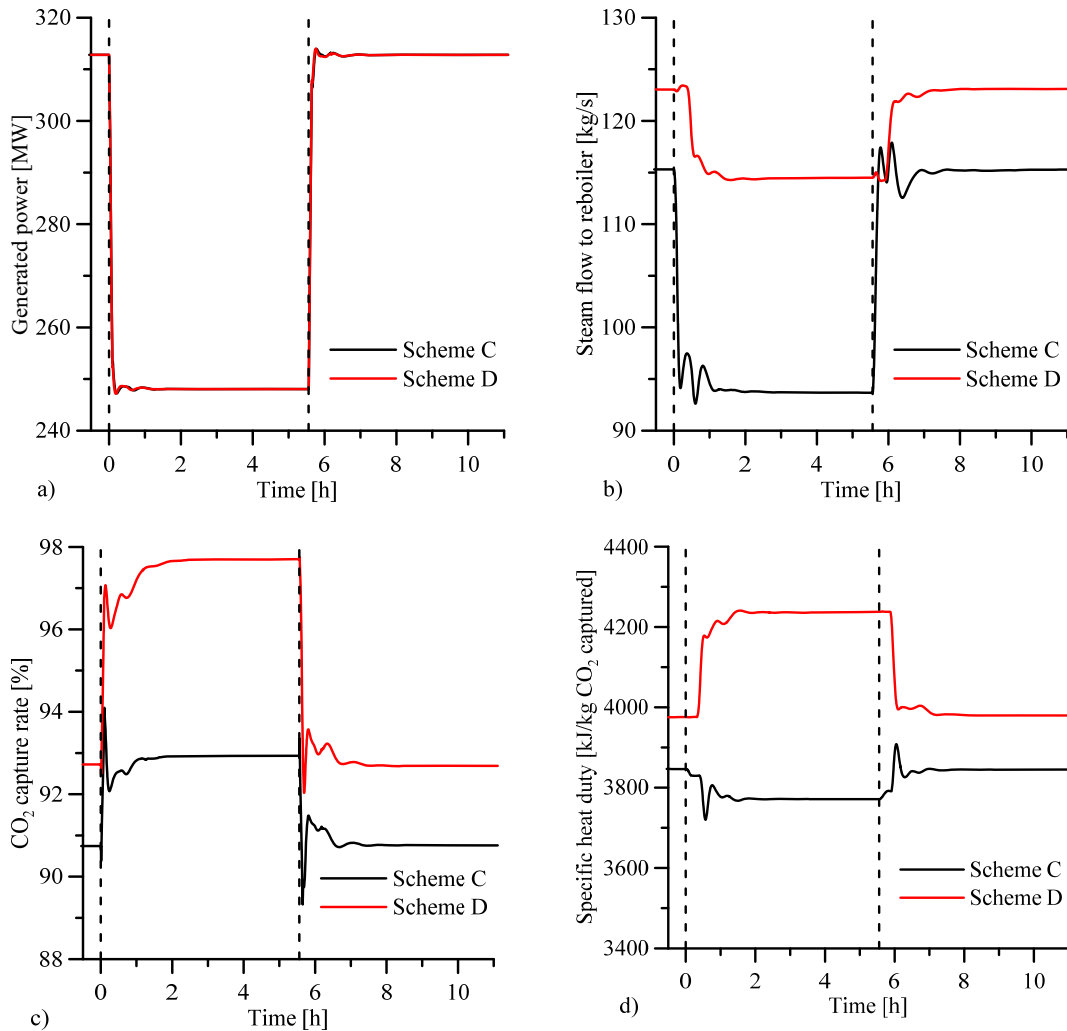 320
300
280
260
240
Generated power [MW]
0 2 4 6 8 10
Time [h]
Scheme C
Scheme D
a)
130
120
110
100
90
Steam flow to reboiler [kg/s]
0 2 4 6 8 10
Time [h]
Scheme C
Scheme D
b)
98
96
94
92
90
88
CO2 capture rate [%]
0 2 4 6 8 10
Time [h]
Scheme C
Scheme D
c)
4400
4200
4000
3800
3600
3400
Specific heat duty [kJ/kg CO2 captured]
0 2 4 6 8 10
Time [h]
Scheme C
Scheme D
d)